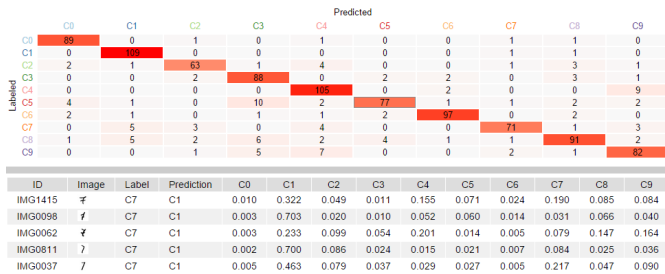 Predicted
C0 C1 C2 C3 C4 C5 C6 C7 C8 C9
Labeled
C0 89 0 1 0 1 0 0 1 1 0
C1 0 109 0 0 0 0 0 1 1 0
C2 2 1 63 1 4 0 0 1 3 1
C3 0 0 2 88 0 2 2 0 3 1
C4 0 0 0 0 105 0 2 0 0 9
C5 4 1 0 10 2 77 1 1 2 2
C6 2 1 0 1 1 2 97 0 2 0
C7 0 5 3 0 4 0 0 71 1 3
C8 1 5 2 6 2 4 1 1 91 2
C9 0 0 1 5 7 0 0 2 1 82
ID Image Label Prediction C0 C1 C2 C3 C4 C5 C6 C7 C8 C9
IMG1415 7 C7 C1 0.010 0.322 0.049 0.011 0.155 0.071 0.024 0.190 0.085 0.084
IMG0098 1 C7 C1 0.003 0.703 0.020 0.010 0.052 0.060 0.014 0.031 0.066 0.040
IMG0062 7 C7 C1 0.003 0.233 0.099 0.054 0.201 0.014 0.005 0.079 0.147 0.164
IMG0811 7 C7 C1 0.002 0.700 0.086 0.024 0.015 0.021 0.007 0.084 0.025 0.036
IMG0037 7 C7 C1 0.005 0.463 0.079 0.037 0.029 0.027 0.005 0.217 0.047 0.090